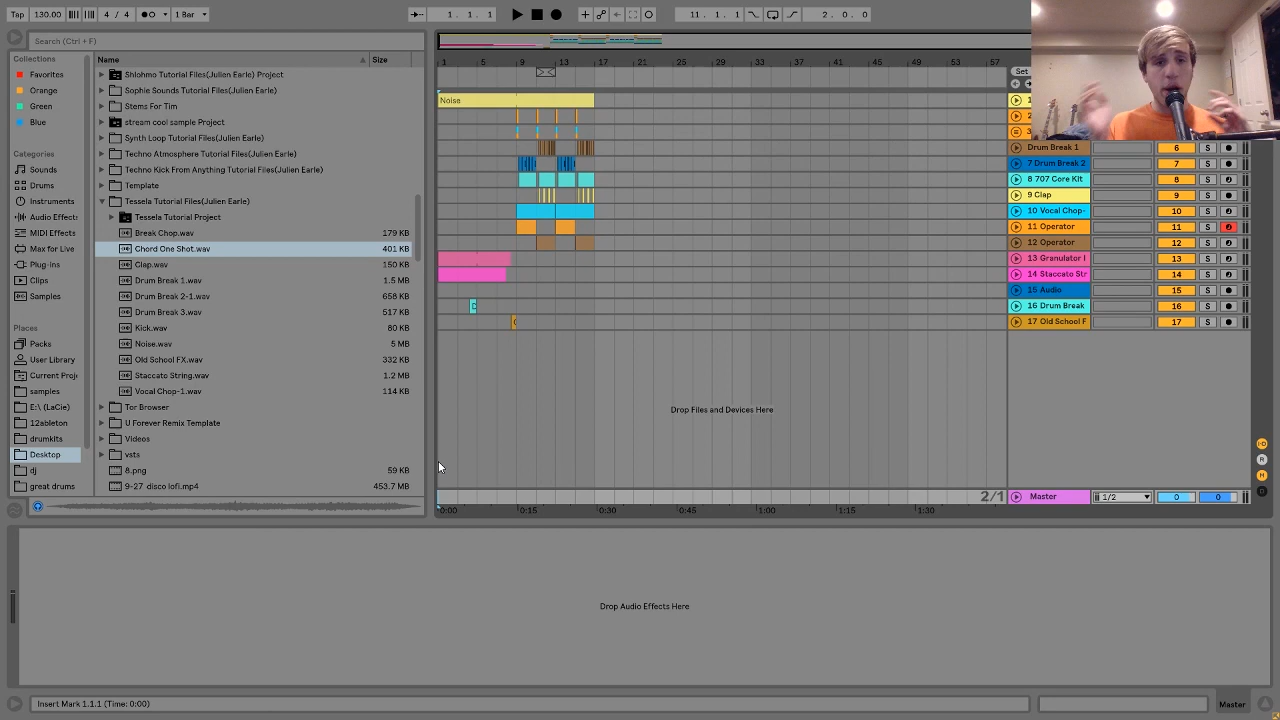 Tap 130.00 4 / 4 1 Bar 1. 1. 1 11. 1. 1 2. 0. 0
Search (Ctrl + F)
Collections
Favorites
Orange
Green
Blue
Categories
Sounds
Drums
Instruments
Audio Effects
MIDI Effects
Max for Live
Plug-ins
Clips
Samples
Places
Packs
User Library
Current Proje
samples
E:\ (LaCie)
12ableton
drumkits
Desktop
dj
great drums
Name Size
Shlohmo Tutorial Files(Julien Earle) Project
Sophie Sounds Tutorial Files(Julien Earle)
Stems For Tim
stream cool sample Project
Synth Loop Tutorial Files(Julien Earle)
Techno Atmosphere Tutorial Files(Julien Earle)
Techno Kick From Anything Tutorial Files(Julien Earle)
Template
Tessela Tutorial Files(Julien Earle)
Tessela Tutorial Project
Break Chop.wav 179 KB
Chord One Shot.wav 401 KB
Clap.wav 150 KB
Drum Break 1.wav 1.5 MB
Drum Break 2-1.wav 658 KB
Drum Break 3.wav 517 KB
Kick.wav 80 KB
Noise.wav 5 MB
Old School FX.wav 332 KB
Staccato String.wav 1.2 MB
Vocal Chop-1.wav 114 KB
Tor Browser
U Forever Remix Template
Videos
vsts
8.png 59 KB
9-27 disco lofi.mp4 453.7 MB
1 5 9 13 17 21 25 29 33 37 41 45 49 53 57
Set
Noise
Drum Break 1 6 S
7 Drum Break 2 7 S
8 707 Core Kit 8 S
9 Clap 9 S
10 Vocal Chop- 10 S
11 Operator 11 S
12 Operator 12 S
13 Granulator I 13 S
14 Staccato Str 14 S
15 Audio 15 S
16 Drum Break 16 S
17 Old School F 17 S
Drop Files and Devices Here
2/1 Master 1/2 0 0
0:00 0:15 0:30 0:45 1:00 1:15 1:30
Drop Audio Effects Here
Insert Mark 1.1.1 (Time: 0:00) Master